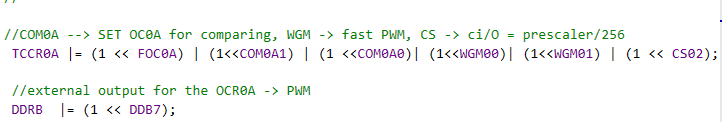 //COM0A --> SET OC0A for comparing, WGM -> fast PWM, CS -> ci/O = prescaler/256
TCCR0A |= (1 << FOC0A) | (1<<COM0A1) | (1 <<COM0A0)| (1<<WGM00)| (1<<WGM01) | (1 << CS02);
//external output for the OCR0A -> PWM
DDRB |= (1 << DDB7);